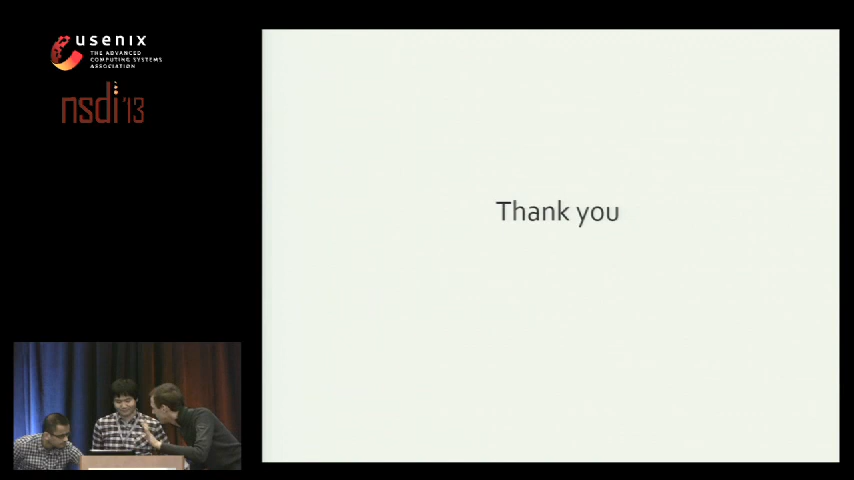 usenix
THE ADVANCED
COMPUTING SYSTEMS
ASSOCIATION
nsdi '13
Thank you